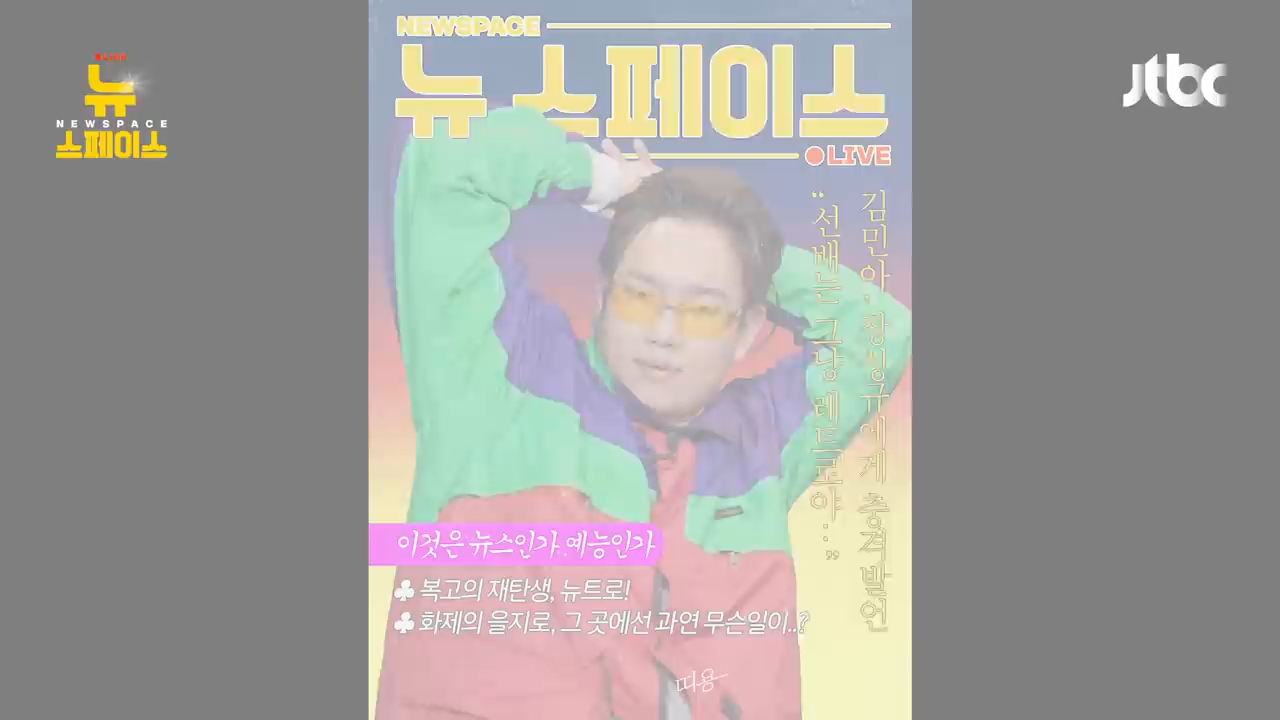 LIVE
뉴
NEWSPACE
스페이스
jtbc
NEWSPACE
뉴 스페이스
LIVE
김민아, 장성규에게 충격발언
“선배는 그냥 레트로야...”
이것은 뉴스인가 예능인가
♣ 복고의 재탄생, 뉴트로!
♣ 화제의 을지로, 그 곳에선 과연 무슨일이..?
띠용~